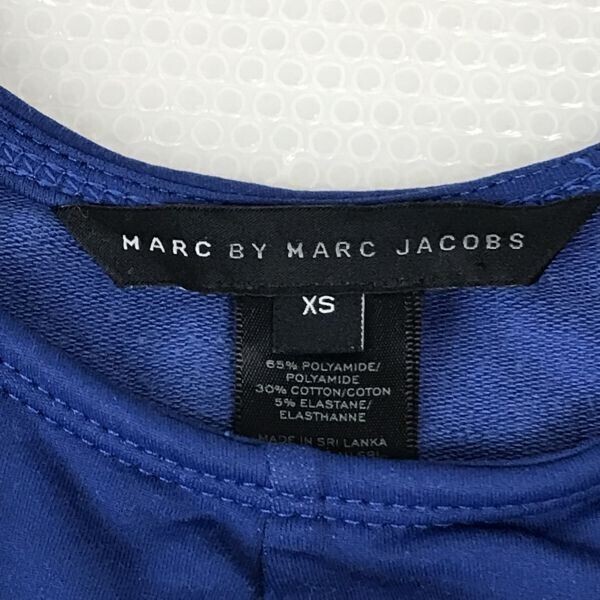 MARC BY MARC JACOBS
XS
65% POLYAMIDE/
POLYAMIDE
30% COTTON/COTON
5% ELASTANE/
ELASTHANNE
MADE IN SRI LANKA